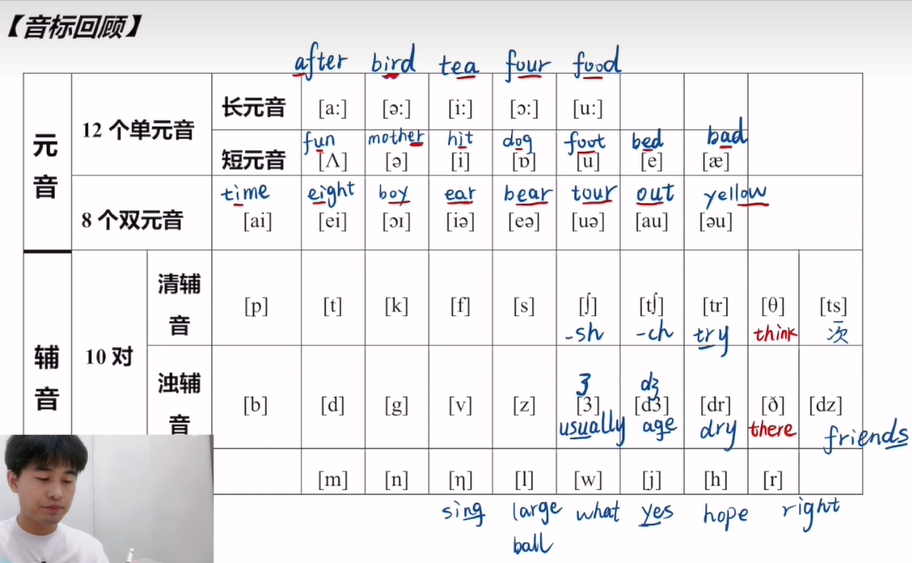 【音标回顾】
after bird tea four food
元音
12 个单元音
长元音 [a:] [ə:] [i:] [ɔ:] [u:]
fun mother hit dog foot bed bad
短元音 [Λ] [ə] [i] [ɒ] [u] [e] [æ]
time eight boy ear bear tour out yellow
8 个双元音 [ai] [ei] [ɔɪ] [iə] [eə] [uə] [au] [əu]
辅音
10 对
清辅音 [p] [t] [k] [f] [s] [ʃ] [tʃ] [tr] [θ] [ts]
-sh -ch try think 次
ʒ dʒ
浊辅音 [b] [d] [g] [v] [z] [ʒ] [dʒ] [dr] [ð] [dz]
usually age dry there friends
[m] [n] [η] [l] [w] [j] [h] [r]
sing large what yes hope right
ball